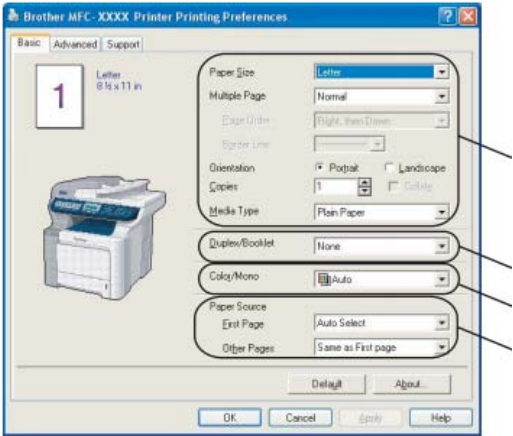 Brother MFC- XXXX Printer Printing Preferences
Basic Advanced Support
1
Letter
8 ½ x 11 in
Paper Size Letter
Multiple Page Normal
Page Order Right, then Down
Border Line
Orientation Portrait Landscape
Copies 1 Collate
Media Type Plain Paper
Duplex/Booklet None
Color/Mono Auto
Paper Source
First Page Auto Select
Other Pages Same as First page
Default About...
OK Cancel Apply Help